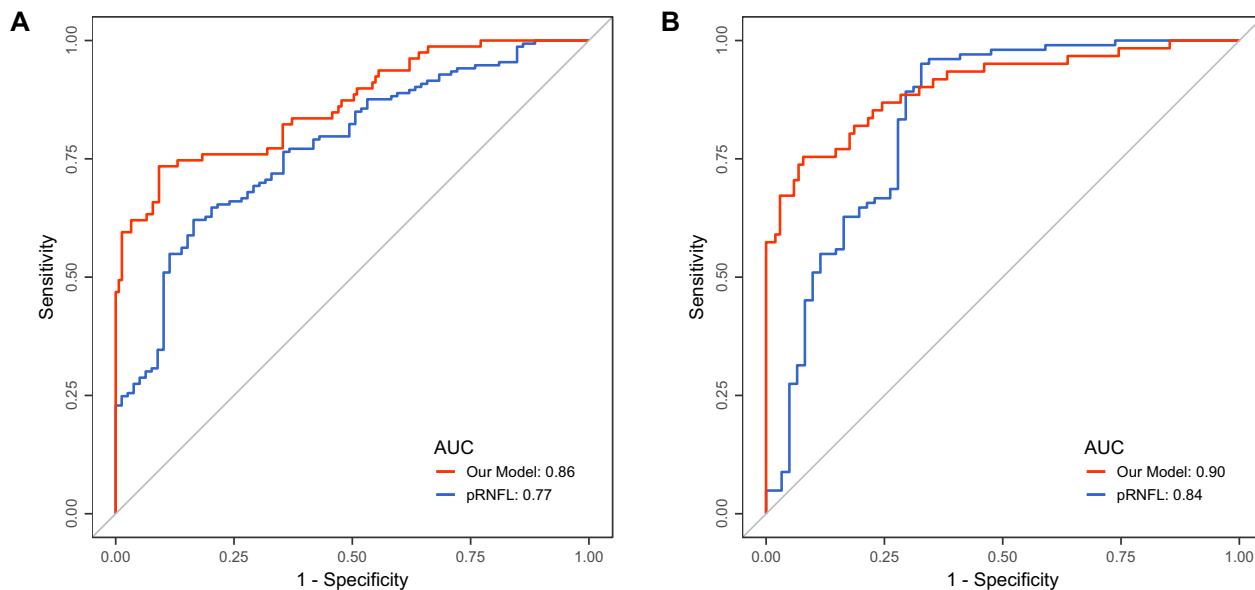 A
1.00
0.75
0.50
0.25
0.00
Sensitivity
AUC
Our Model: 0.86
pRNFL: 0.77
0.00 0.25 0.50 0.75 1.00
1 - Specificity
B
1.00
0.75
0.50
0.25
0.00
Sensitivity
AUC
Our Model: 0.90
pRNFL: 0.84
0.00 0.25 0.50 0.75 1.00
1 - Specificity